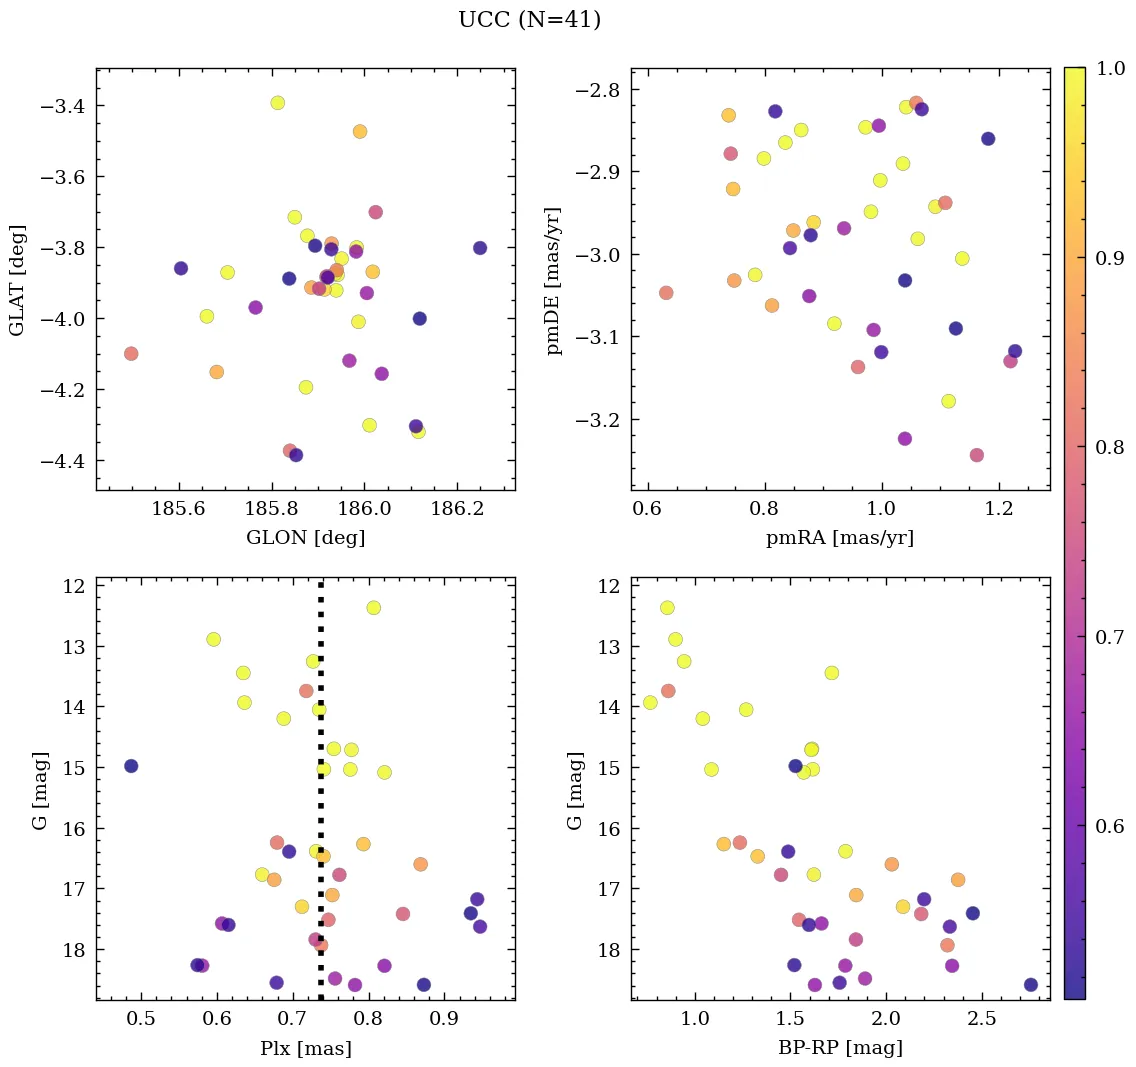 UCC (N=41)
−3.4
−3.6
−3.8
−4.0
−4.2
−4.4
GLAT [deg]
185.6 185.8 186.0 186.2
GLON [deg]
−2.8
−2.9
−3.0
−3.1
−3.2
pmDE [mas/yr]
0.6 0.8 1.0 1.2
pmRA [mas/yr]
1.0
0.9
0.8
0.7
0.6
12
13
14
15
16
17
18
G [mag]
0.5 0.6 0.7 0.8 0.9
Plx [mas]
12
13
14
15
16
17
18
G [mag]
1.0 1.5 2.0 2.5
BP-RP [mag]